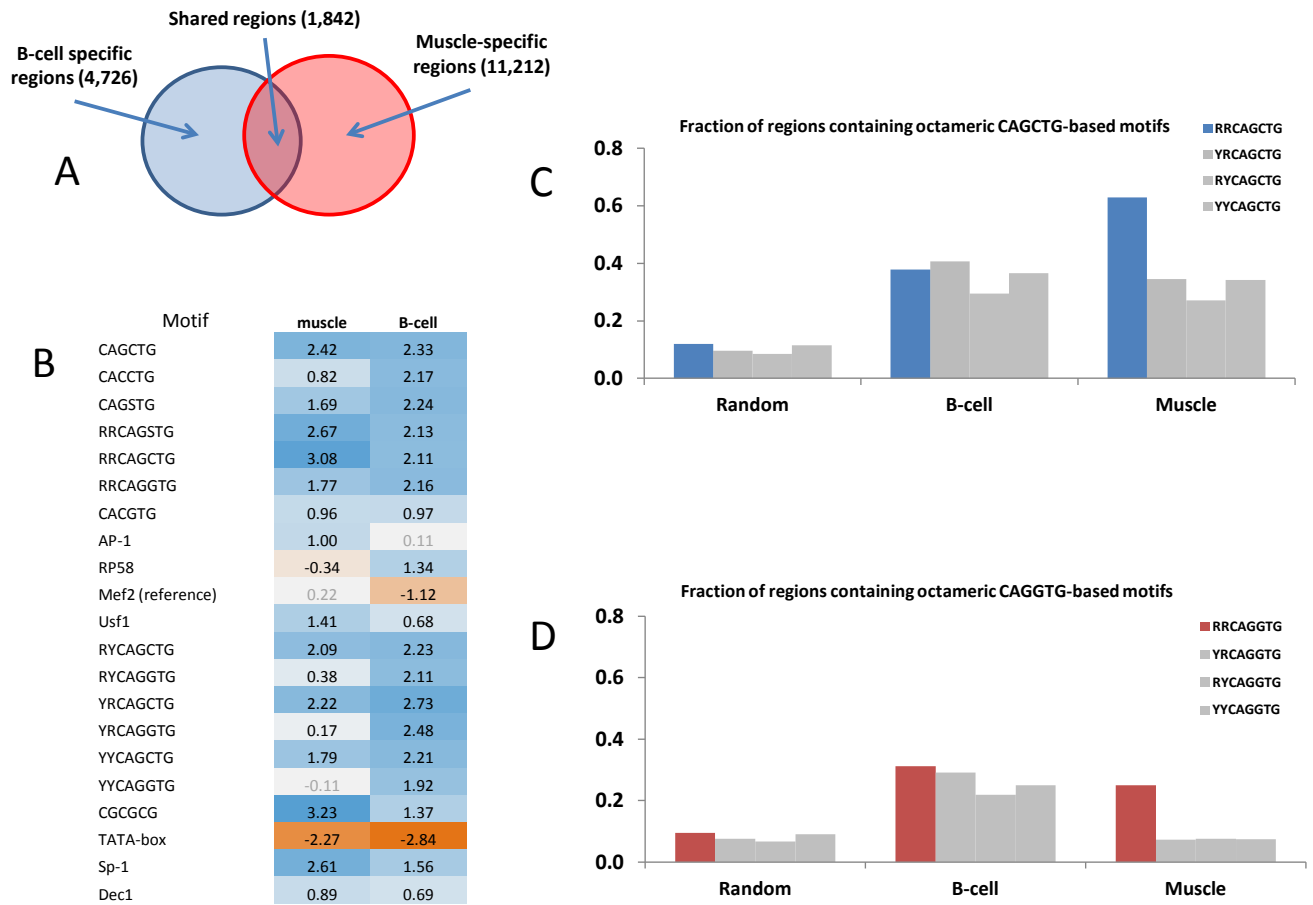 Shared regions (1,842)
B-cell specific
regions (4,726)
Muscle-specific
regions (11,212)
A
B
Motif muscle B-cell
CAGCTG 2.42 2.33
CACCTG 0.82 2.17
CAGSTG 1.69 2.24
RRCAGSTG 2.67 2.13
RRCAGCTG 3.08 2.11
RRCAGGTG 1.77 2.16
CACGTG 0.96 0.97
AP-1 1.00 0.11
RP58 -0.34 1.34
Mef2 (reference) 0.22 -1.12
Usf1 1.41 0.68
RYCAGCTG 2.09 2.23
RYCAGGTG 0.38 2.11
YRCAGCTG 2.22 2.73
YRCAGGTG 0.17 2.48
YYCAGCTG 1.79 2.21
YYCAGGTG -0.11 1.92
CGCGCG 3.23 1.37
TATA-box -2.27 -2.84
Sp-1 2.61 1.56
Dec1 0.89 0.69
C
Fraction of regions containing octameric CAGCTG-based motifs
RRCAGCTG
YRCAGCTG
RYCAGCTG
YYCAGCTG
0.8
0.6
0.4
0.2
0.0
Random B-cell Muscle
D
Fraction of regions containing octameric CAGGTG-based motifs
RRCAGGTG
YRCAGGTG
RYCAGGTG
YYCAGGTG
0.8
0.6
0.4
0.2
0.0
Random B-cell Muscle